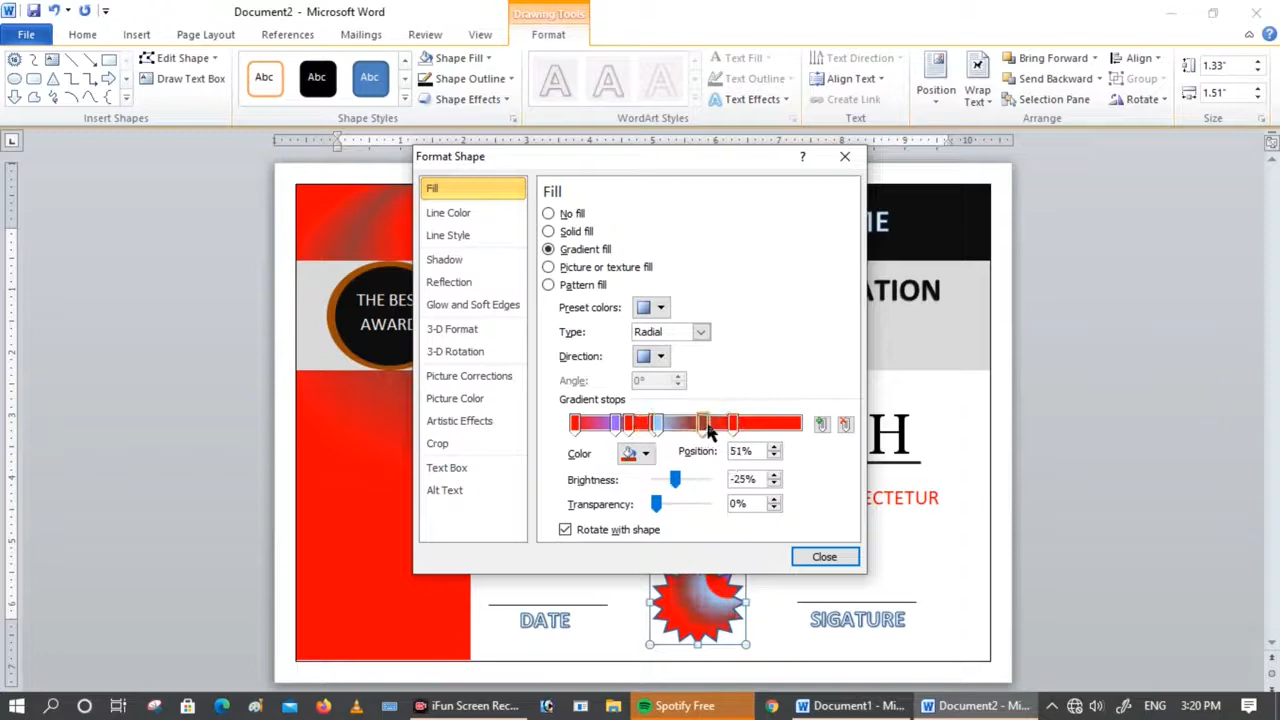 Document2 - Microsoft Word
Drawing Tools
File
Home
Insert
Page Layout
References
Mailings
Review
View
Format
Edit Shape
Draw Text Box
Insert Shapes
Abc
Abc
Abc
Shape Fill
Shape Outline
Shape Effects
Shape Styles
Text Fill
Text Outline
Text Effects
WordArt Styles
Text Direction
Align Text
Create Link
Text
Position
Wrap Text
Bring Forward
Send Backward
Selection Pane
Align
Group
Rotate
Arrange
1.33"
1.51"
Size
Format Shape
Fill
Line Color
Line Style
Shadow
Reflection
Glow and Soft Edges
3-D Format
3-D Rotation
Picture Corrections
Picture Color
Artistic Effects
Crop
Text Box
Alt Text
Fill
No fill
Solid fill
Gradient fill
Picture or texture fill
Pattern fill
Preset colors:
Type: Radial
Direction:
Angle: 0°
Gradient stops
Color
Position: 51%
Brightness: -25%
Transparency: 0%
Rotate with shape
Close
THE BES
AWARD
ATION
H
ECTETUR
DATE
SIGATURE
iFun Screen Rec...
Spotify Free
Document1 - Mi...
Document2 - Mi...
ENG
3:20 PM